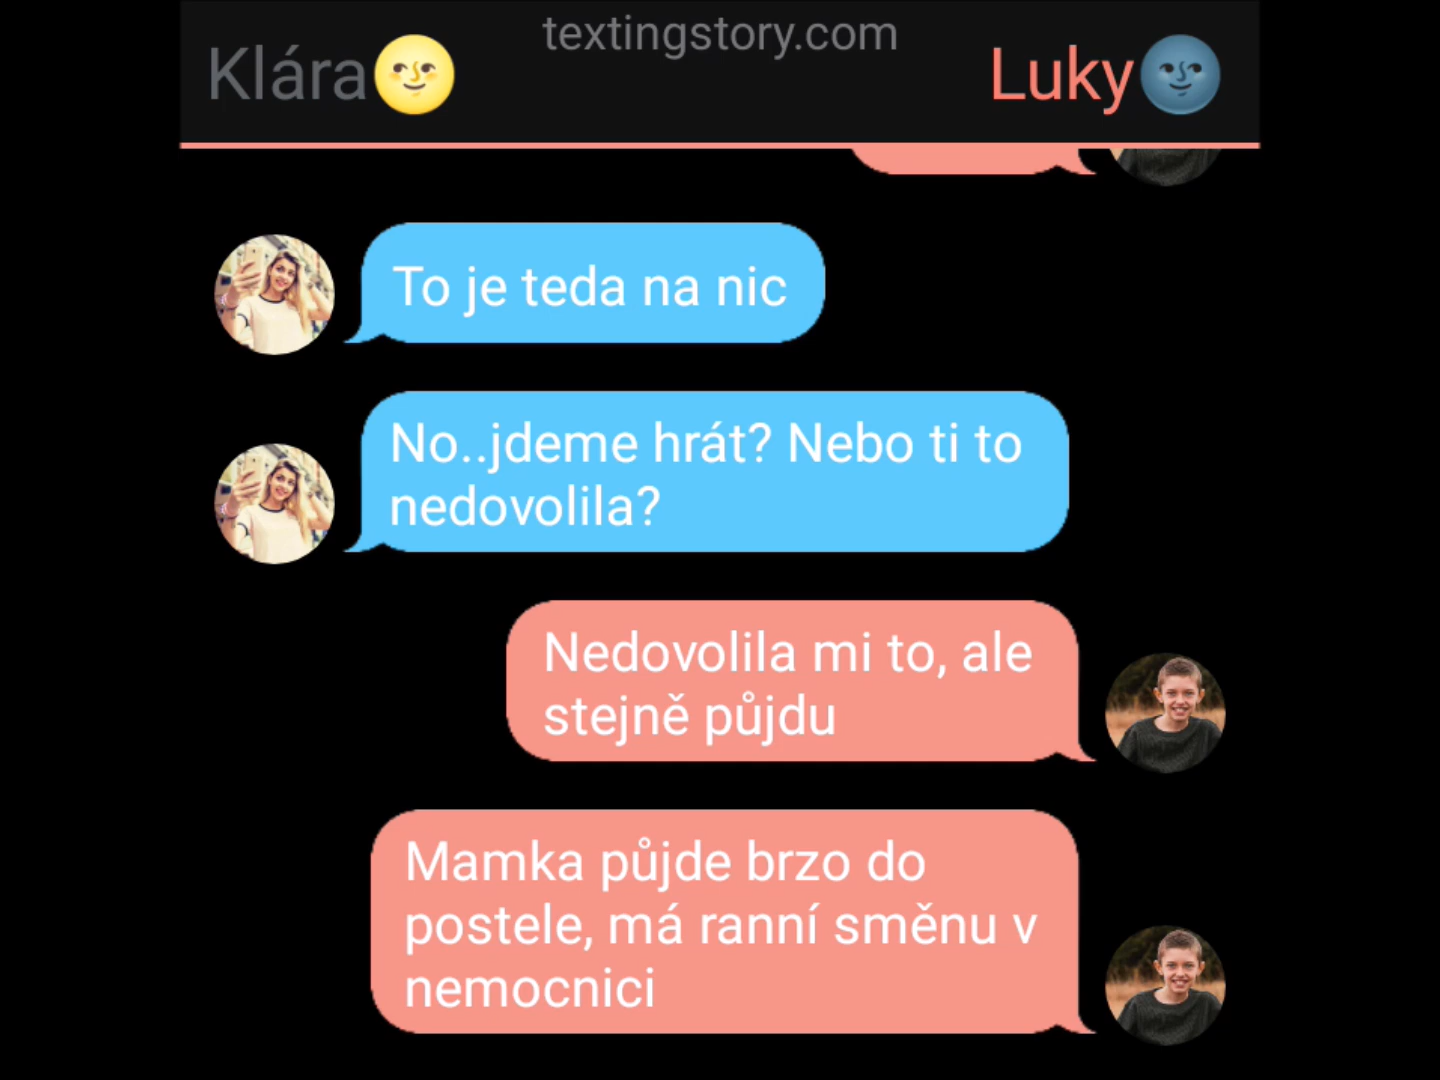 textingstory.com
Klára🌝
Luky🌚
To je teda na nic
No..jdeme hrát? Nebo ti to
nedovolila?
Nedovolila mi to, ale
stejně půjdu
Mamka půjde brzo do
postele, má ranní směnu v
nemocnici